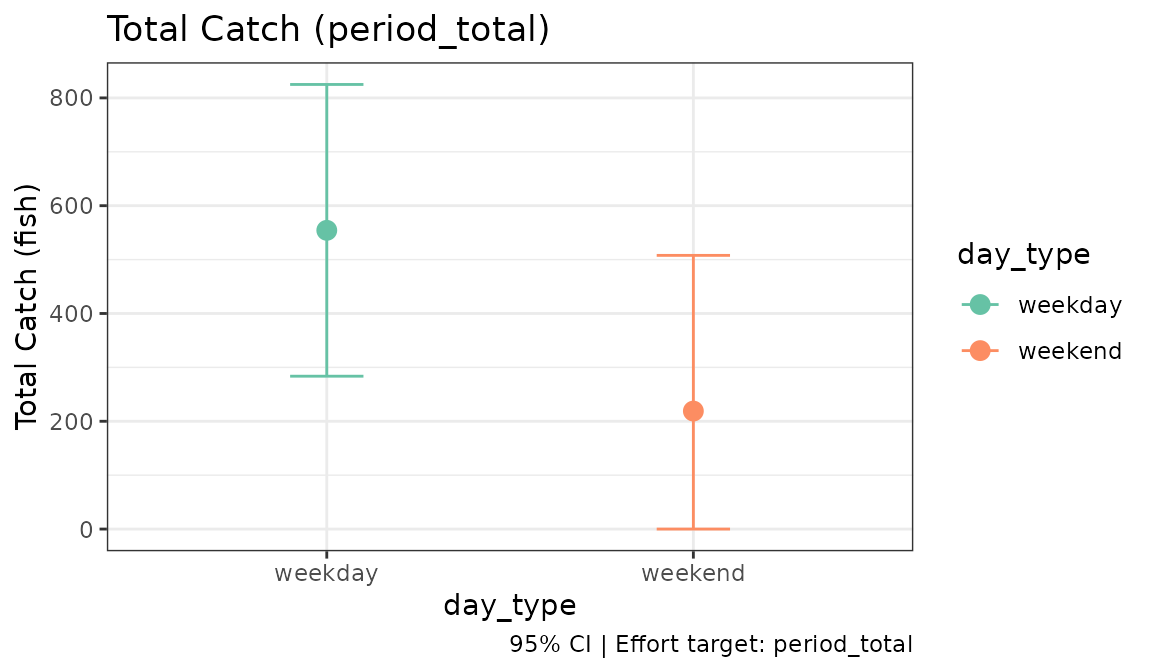 Total Catch (period_total)
Total Catch (fish)
800
600
400
200
0
weekday
weekend
day_type
day_type
weekday
weekend
95% CI | Effort target: period_total